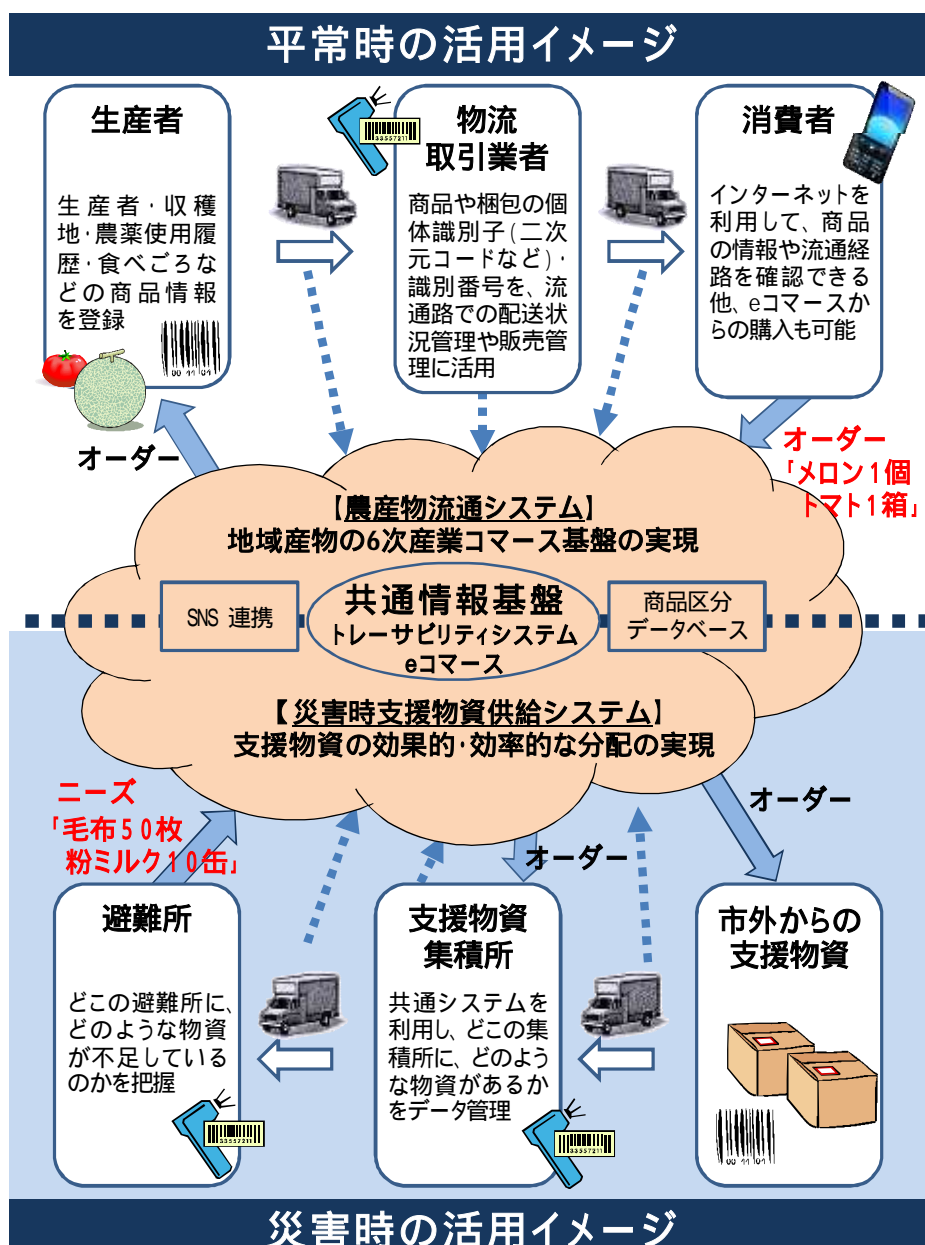 平常時の活用イメージ
生産者
生産者・収穫
地・農薬使用履
歴・食べごろな
どの商品情報
を登録
00 44 04
物流
取引業者
33557211
商品や梱包の個
体識別子(二次
元コードなど)・
識別番号を、流
通路での配送状
況管理や販売管
理に活用
消費者
インターネットを
利用して、商品
の情報や流通経
路を確認できる
他、eコマースか
らの購入も可能
オーダー
オーダー
「メロン1個
トマト1箱」
【農産物流通システム】
地域産物の6次産業コマース基盤の実現
SNS 連携
共通情報基盤
トレーサビリティシステム
eコマース
商品区分
データベース
【災害時支援物資供給システム】
支援物資の効果的・効率的な分配の実現
ニーズ
「毛布50枚
粉ミルク10缶」
オーダー
オーダー
避難所
どこの避難所に、
どのような物資
が不足している
のかを把握
33557211
支援物資
集積所
共通システムを
利用し、どこの集
積所に、どのよう
な物資があるか
をデータ管理
33557211
市外からの
支援物資
00 44 04
災害時の活用イメージ